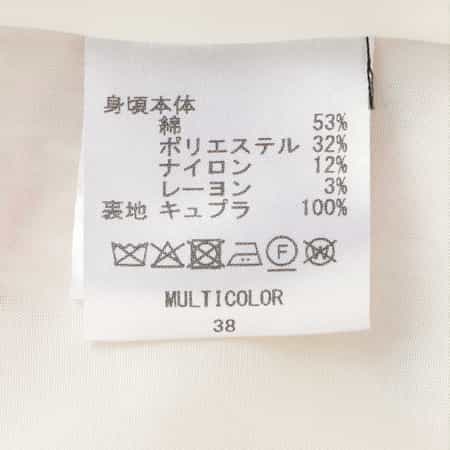 身頃本体
綿 53%
ポリエステル 32%
ナイロン 12%
レーヨン 3%
裏地 キュプラ 100%
F W
MULTICOLOR
38